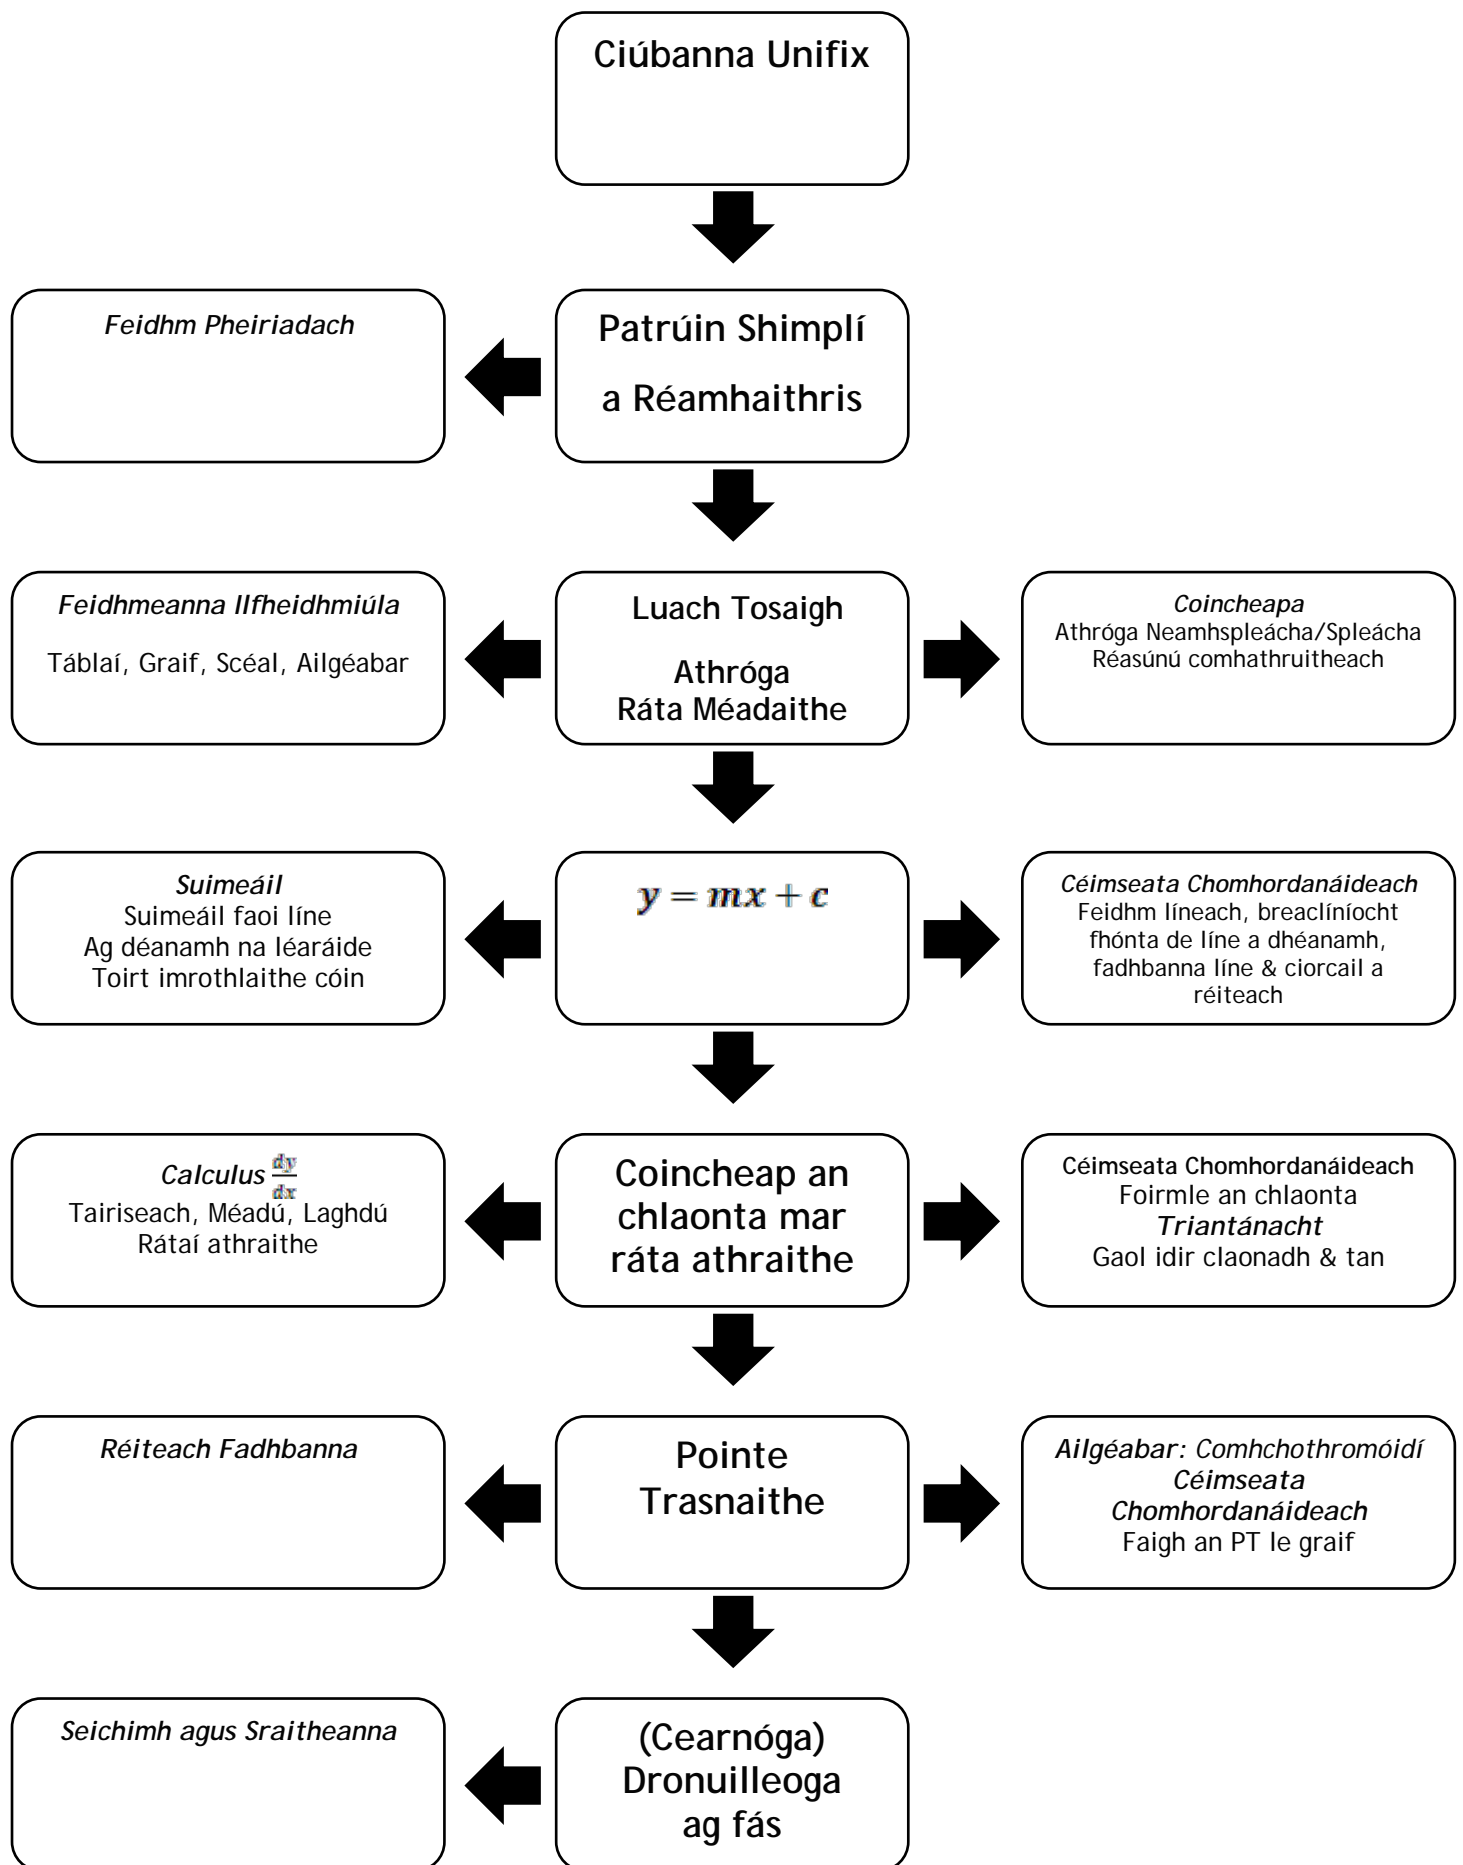 Ciúbanna Unifix
Feidhm Pheiriadach
Patrúin Shimplí
a Réamhaithris
Feidhmeanna Ilfheidhmiúla
Táblaí, Graif, Scéal, Ailgéabar
Luach Tosaigh
Athróga
Ráta Méadaithe
Coincheapa
Athróga Neamhspleácha/Spleácha
Réasúnú comhathruitheach
Suimeáil
Suimeáil faoi líne
Ag déanamh na léaráide
Toirt imrothlaithe cóin
y = mx + c
Céimseata Chomhordanáideach
Feidhm líneach, breaclíníocht
fhónta de líne a dhéanamh,
fadhbanna líne & ciorcail a
réiteach
Calculus dy/dx
Tairiseach, Méadú, Laghdú
Rátaí athraithe
Coincheap an
chlaonta mar
ráta athraithe
Céimseata Chomhordanáideach
Foirmle an chlaonta
Triantánacht
Gaol idir claonadh & tan
Réiteach Fadhbanna
Pointe
Trasnaithe
Ailgéabar: Comhchothromóidí
Céimseata
Chomhordanáideach
Faigh an PT le graif
Seichimh agus Sraitheanna
(Cearnóga)
Dronuilleoga
ag fás